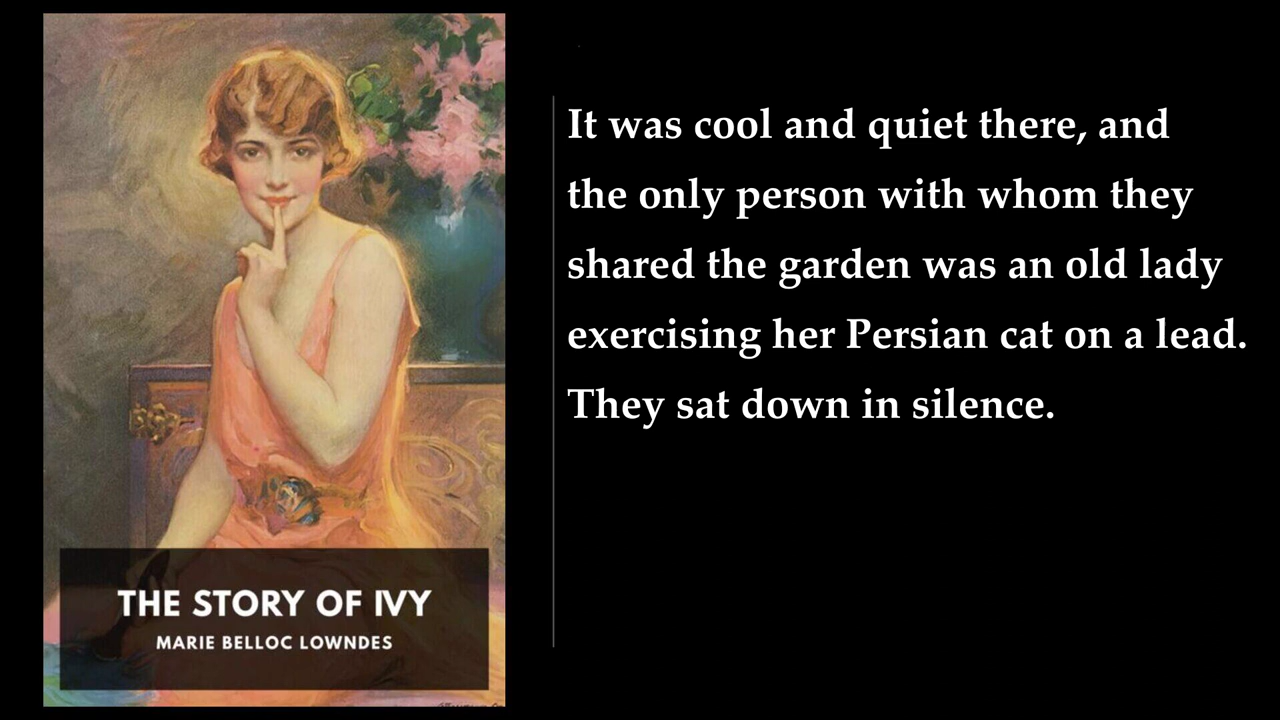 It was cool and quiet there, and
the only person with whom they
shared the garden was an old lady
exercising her Persian cat on a lead.
They sat down in silence.
THE STORY OF IVY
MARIE BELLOC LOWNDES